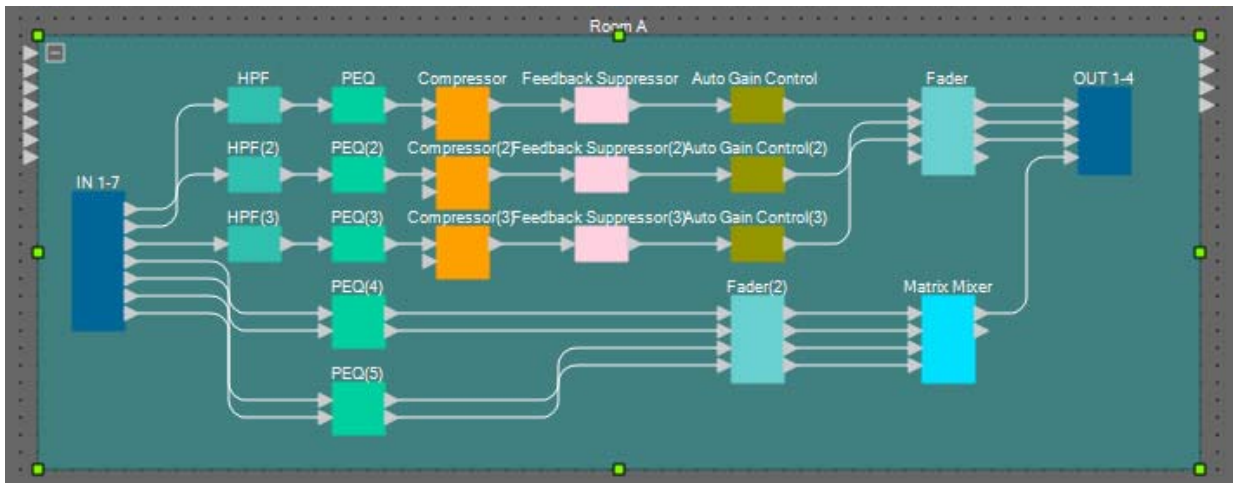 Room A
HPF PEQ Compressor Feedback Suppressor Auto Gain Control Fader OUT 1-4
HPF(2) PEQ(2) Compressor(2) Feedback Suppressor(2) Auto Gain Control(2)
IN 1-7
HPF(3) PEQ(3) Compressor(3) Feedback Suppressor(3) Auto Gain Control(3)
PEQ(4) Fader(2) Matrix Mixer
PEQ(5)